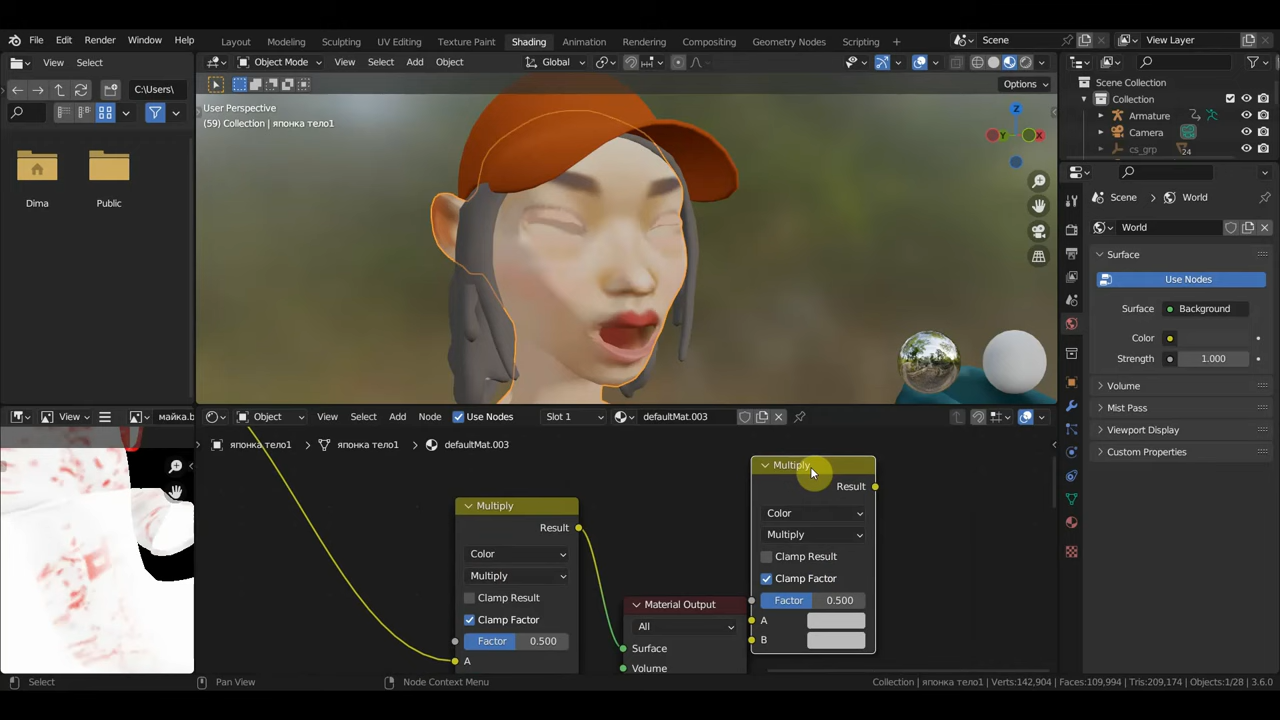 File Edit Render Window Help
Layout Modeling Sculpting UV Editing Texture Paint Shading Animation Rendering Compositing Geometry Nodes Scripting +
Scene
View Layer
View Select
Object Mode View Select Add Object
Global
C:\Users\
Options
User Perspective
(59) Collection | японка тело1
Dima
Public
Z
Y
X
Scene Collection
Collection
Armature
Camera
cs_grp
24
Scene > World
World
Surface
Use Nodes
Surface Background
Color
Strength 1.000
Volume
Mist Pass
Viewport Display
Custom Properties
View
майка.b
Object View Select Add Node Use Nodes Slot 1 defaultMat.003
японка тело1 > японка тело1 > defaultMat.003
Multiply
Result
Color
Multiply
Clamp Result
Clamp Factor
Factor 0.500
A
Material Output
All
Surface
Volume
Multiply
Result
Color
Multiply
Clamp Result
Clamp Factor
Factor 0.500
A
B
Select
Pan View
Node Context Menu
Collection | японка тело1 | Verts:142,904 | Faces:109,994 | Tris:209,174 | Objects:1/28 | 3.6.0